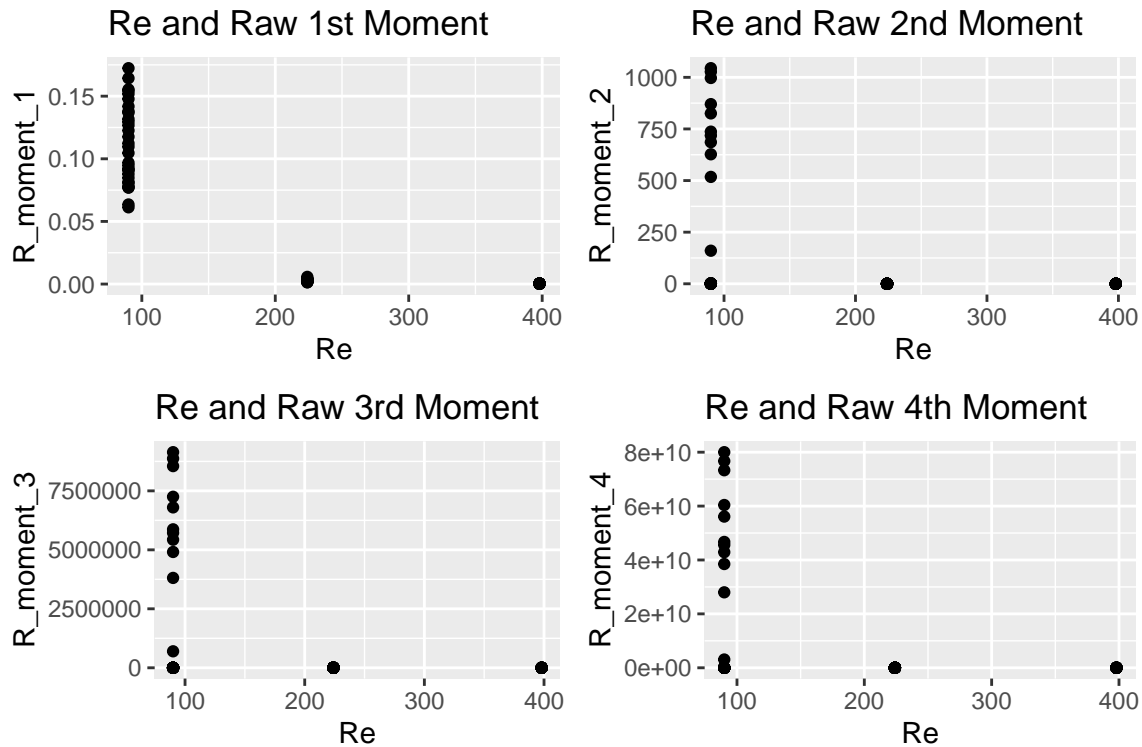 Re and Raw 1st Moment
R_moment_1
0.15
0.10
0.05
0.00
100 200 300 400
Re
Re and Raw 2nd Moment
R_moment_2
1000
750
500
250
0
100 200 300 400
Re
Re and Raw 3rd Moment
R_moment_3
7500000
5000000
2500000
0
100 200 300 400
Re
Re and Raw 4th Moment
R_moment_4
8e+10
6e+10
4e+10
2e+10
0e+00
100 200 300 400
Re